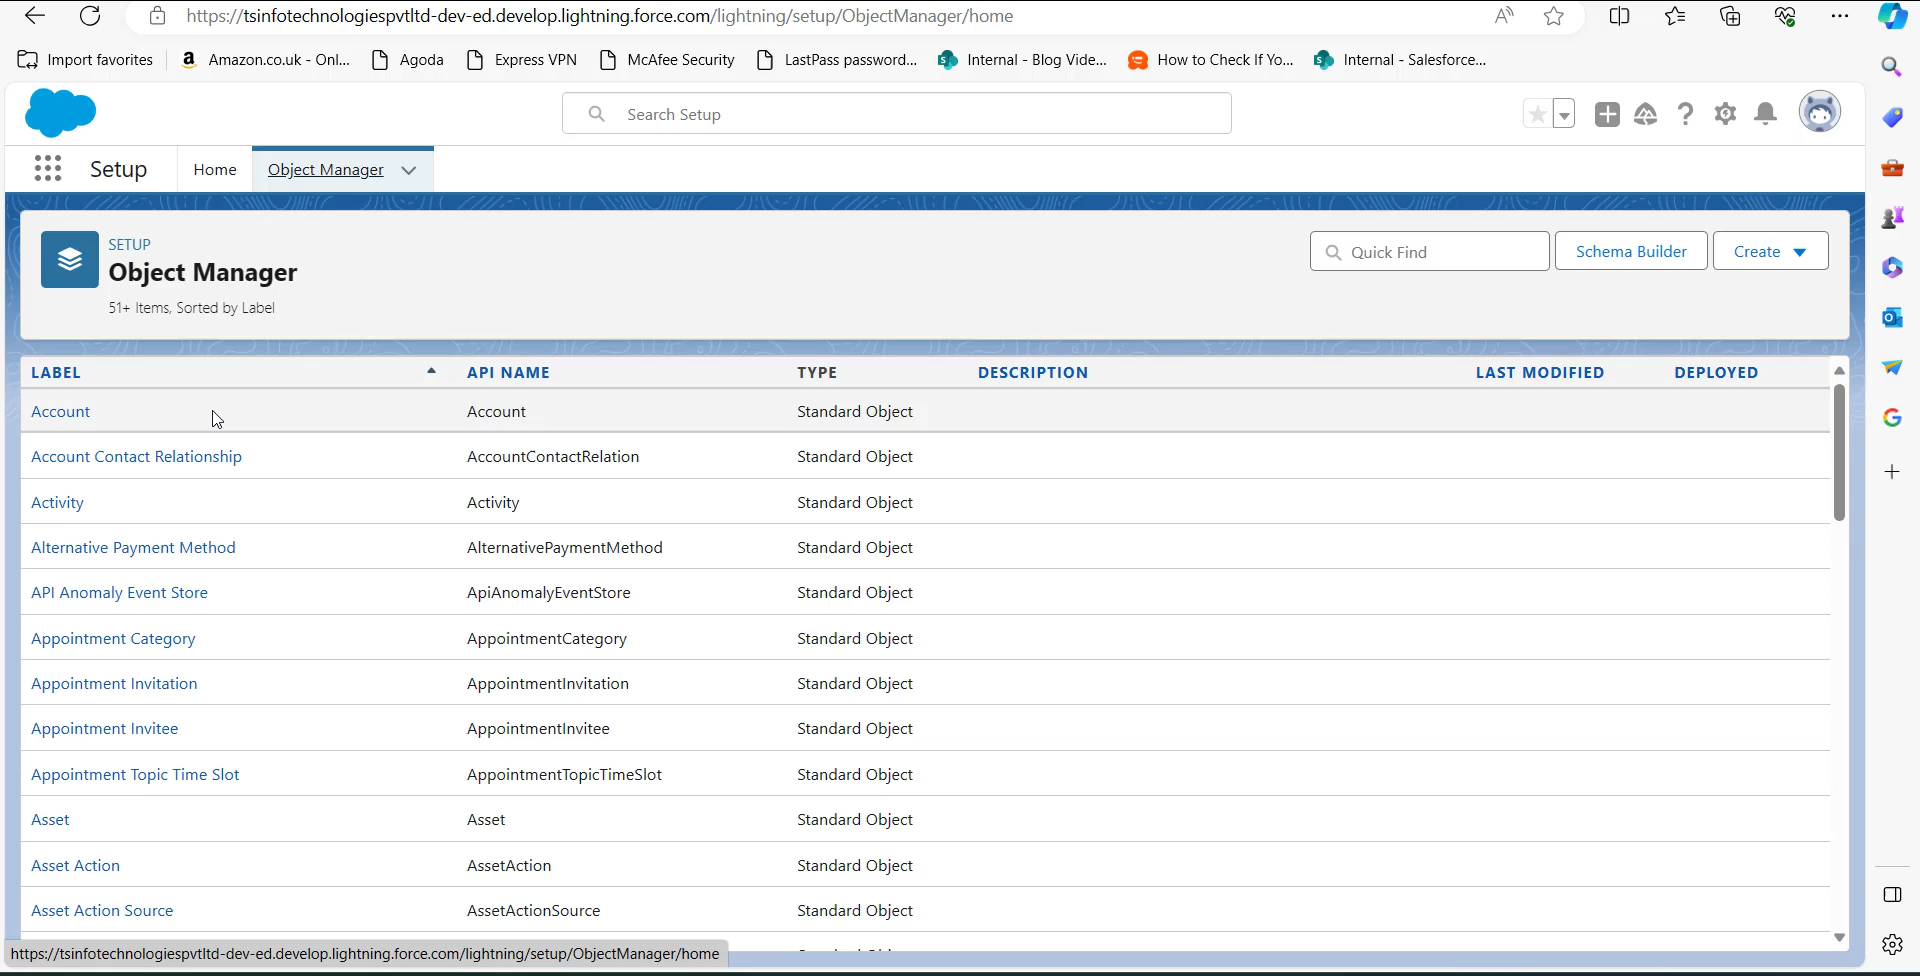 https://tsinfotechnologiespvtltd-dev-ed.develop.lightning.force.com/lightning/setup/ObjectManager/home
Import favorites Amazon.co.uk - Onl... Agoda Express VPN McAfee Security LastPass password... Internal - Blog Vide... How to Check If Yo... Internal - Salesforce...
Search Setup
Setup Home Object Manager
SETUP
Object Manager
51+ Items, Sorted by Label
Quick Find Schema Builder Create
LABEL API NAME TYPE DESCRIPTION LAST MODIFIED DEPLOYED
Account Account Standard Object
Account Contact Relationship AccountContactRelation Standard Object
Activity Activity Standard Object
Alternative Payment Method AlternativePaymentMethod Standard Object
API Anomaly Event Store ApiAnomalyEventStore Standard Object
Appointment Category AppointmentCategory Standard Object
Appointment Invitation AppointmentInvitation Standard Object
Appointment Invitee AppointmentInvitee Standard Object
Appointment Topic Time Slot AppointmentTopicTimeSlot Standard Object
Asset Asset Standard Object
Asset Action AssetAction Standard Object
Asset Action Source AssetActionSource Standard Object
https://tsinfotechnologiespvtltd-dev-ed.develop.lightning.force.com/lightning/setup/ObjectManager/home